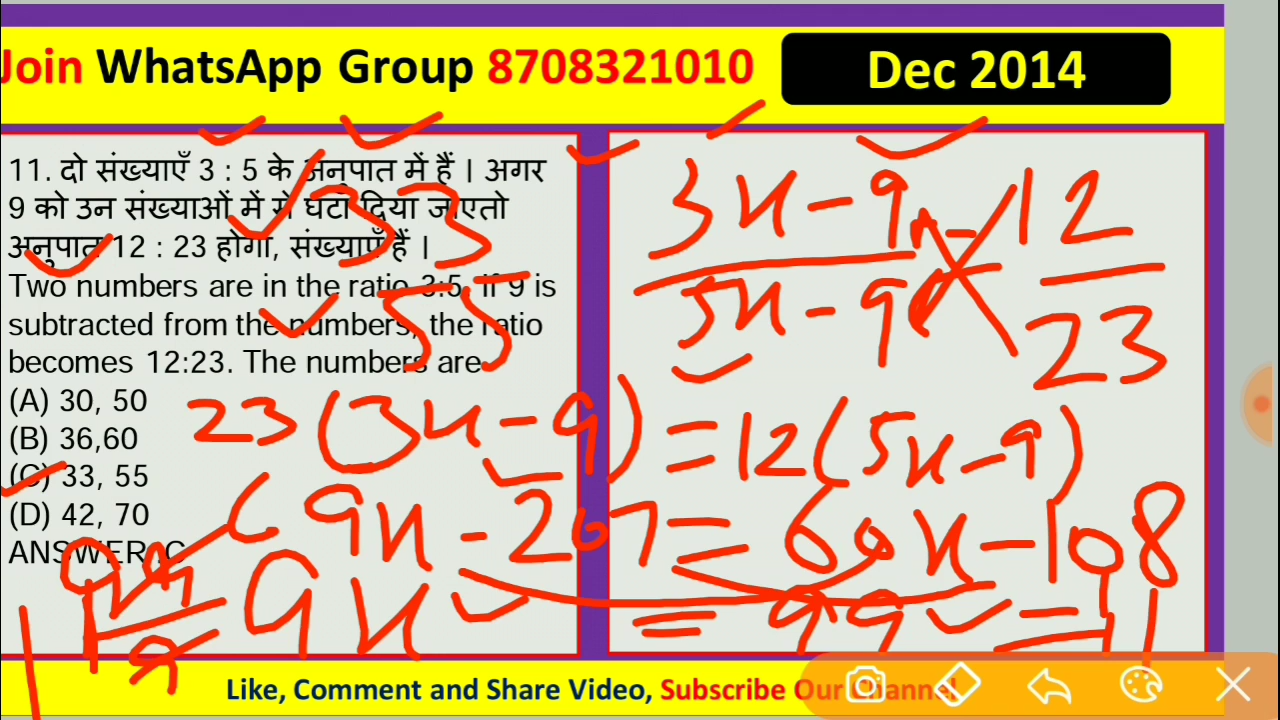 Join WhatsApp Group 8708321010
Dec 2014
11. दो संख्याएँ 3 : 5 के अनुपात में हैं । अगर
9 को उन संख्याओं में से घटा दिया जाएतो
अनुपात 12 : 23 होगा, संख्याएँ हैं ।
Two numbers are in the ratio 3:5. If 9 is
subtracted from the numbers, the ratio
becomes 12:23. The numbers are
(A) 30, 50
(B) 36,60
(C) 33, 55
(D) 42, 70
ANSWER C
33
55
3x - 9 = 12
5x - 9 23
23(3x - 9) = 12(5x - 9)
69x - 207 = 60x - 108
9x = 99
Like, Comment and Share Video, Subscribe Our Channel